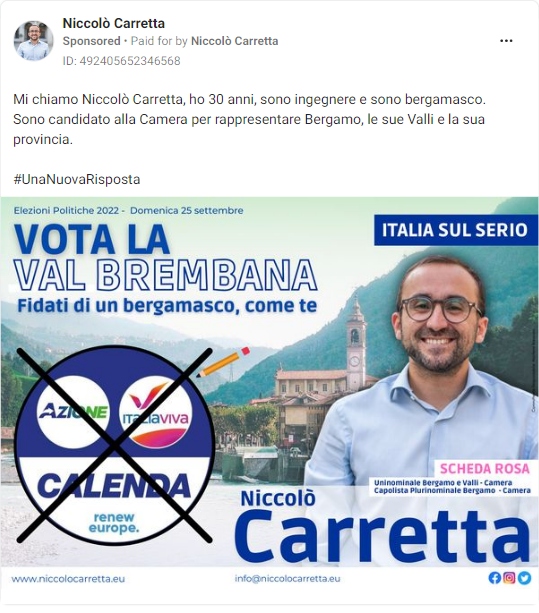 Niccolò Carretta
Sponsored • Paid for by Niccolò Carretta
ID: 492405652346568
Mi chiamo Niccolò Carretta, ho 30 anni, sono ingegnere e sono bergamasco.
Sono candidato alla Camera per rappresentare Bergamo, le sue Valli e la sua
provincia.
#UnaNuovaRisposta
Elezioni Politiche 2022 - Domenica 25 settembre
VOTA LA
VAL BREMBANA
Fidati di un bergamasco, come te
ITALIA SUL SERIO
AZIONE
ITALIAVIVA
CALENDA
renew
europe.
SCHEDA ROSA
Uninominale Bergamo e Valli - Camera
Capolista Plurinominale Bergamo - Camera
Niccolò
Carretta
www.niccolocarretta.eu
info@niccolocarretta.eu